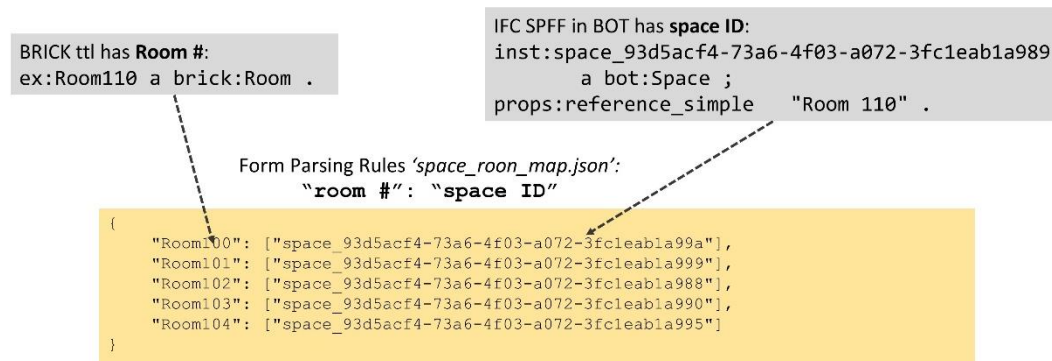 BRICK ttl has Room #:
ex:Room110 a brick:Room .
IFC SPFF in BOT has space ID:
inst:space_93d5acf4-73a6-4f03-a072-3fc1eab1a989
a bot:Space ;
props:reference_simple "Room 110" .
Form Parsing Rules ‘space_roon_map.json’:
“room #”: “space ID”
{
"Room100": ["space_93d5acf4-73a6-4f03-a072-3fc1eab1a99a"],
"Room101": ["space_93d5acf4-73a6-4f03-a072-3fc1eab1a999"],
"Room102": ["space_93d5acf4-73a6-4f03-a072-3fc1eab1a988"],
"Room103": ["space_93d5acf4-73a6-4f03-a072-3fc1eab1a990"],
"Room104": ["space_93d5acf4-73a6-4f03-a072-3fc1eab1a995"]
}